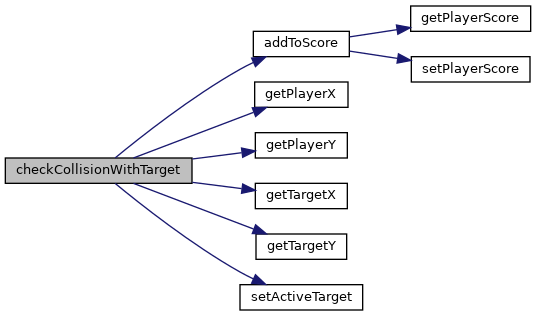 getPlayerScore
addToScore
setPlayerScore
getPlayerX
getPlayerY
checkCollisionWithTarget
getTargetX
getTargetY
setActiveTarget